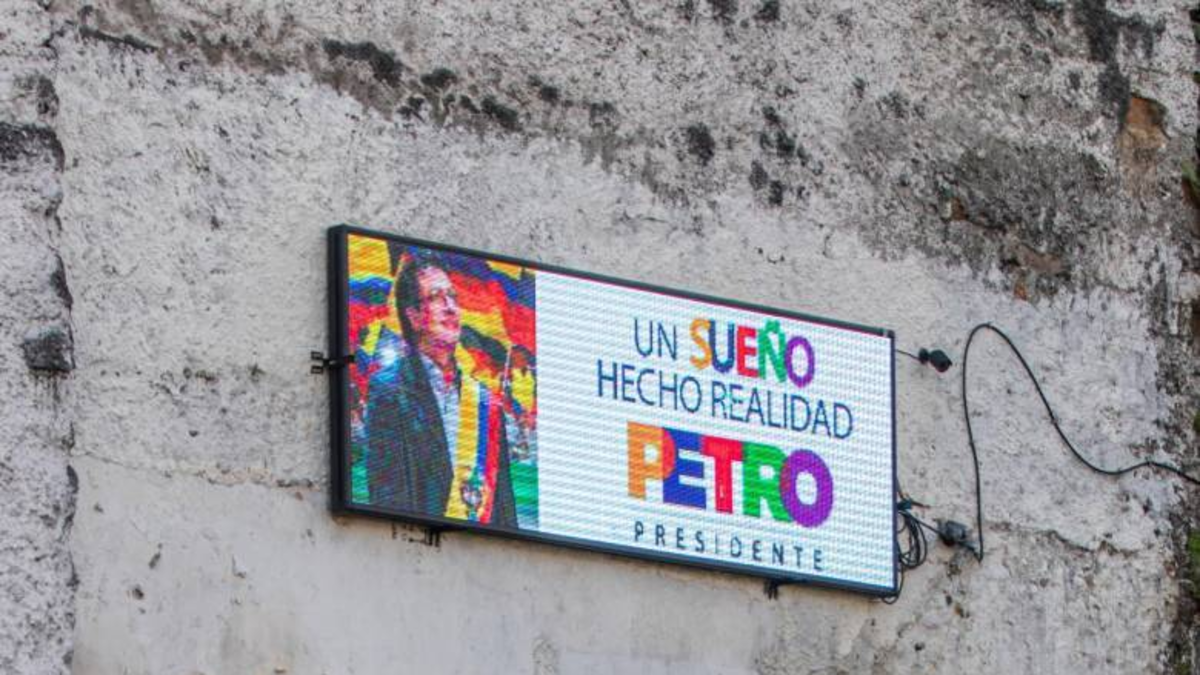 UN SUEÑO
HECHO REALIDAD
PETRO
PRESIDENTE